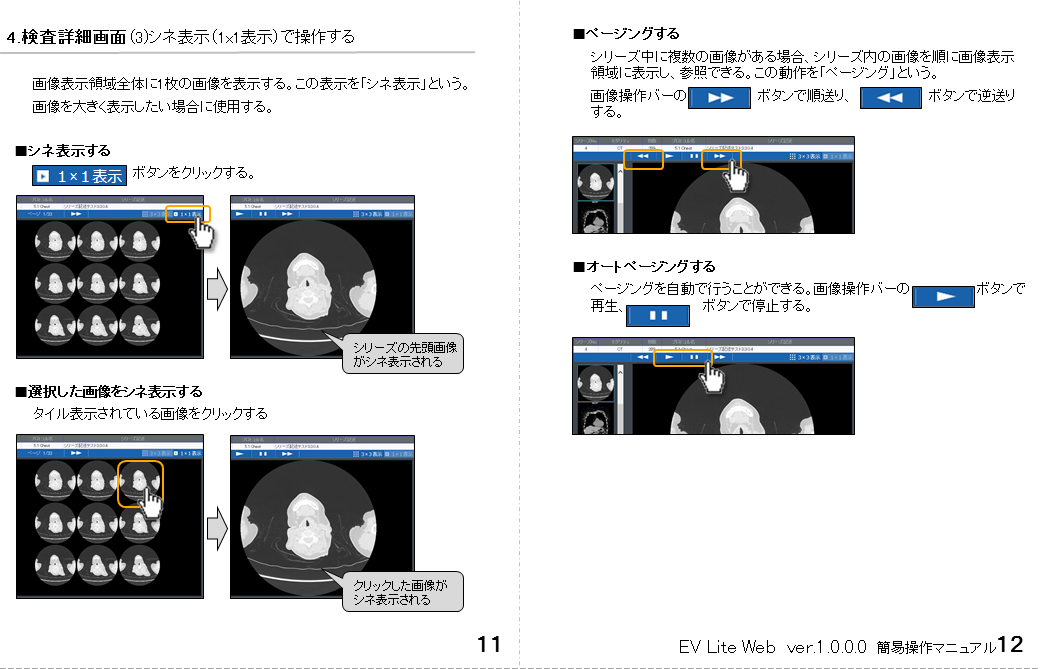 4.検査詳細画面 (3)シネ表示(1×1表示)で操作する
画像表示領域全体に1枚の画像を表示する。この表示を「シネ表示」という。
画像を大きく表示したい場合に使用する。
■シネ表示する
1×1表示 ボタンをクリックする。
シリーズの先頭画像
がシネ表示される
■選択した画像をシネ表示する
タイル表示されている画像をクリックする
クリックした画像が
シネ表示される
11
■ページングする
シリーズ中に複数の画像がある場合、シリーズ内の画像を順に画像表示
領域に表示し、参照できる。この動作を「ページング」という。
画像操作バーの ボタンで順送り、 ボタンで逆送り
する。
3×3表示 1×1表示
■オートページングする
ページングを自動で行うことができる。画像操作バーの ボタンで
再生、 ボタンで停止する。
3×3表示 1×1表示
EV Lite Web ver.1.0.0.0 簡易操作マニュアル12